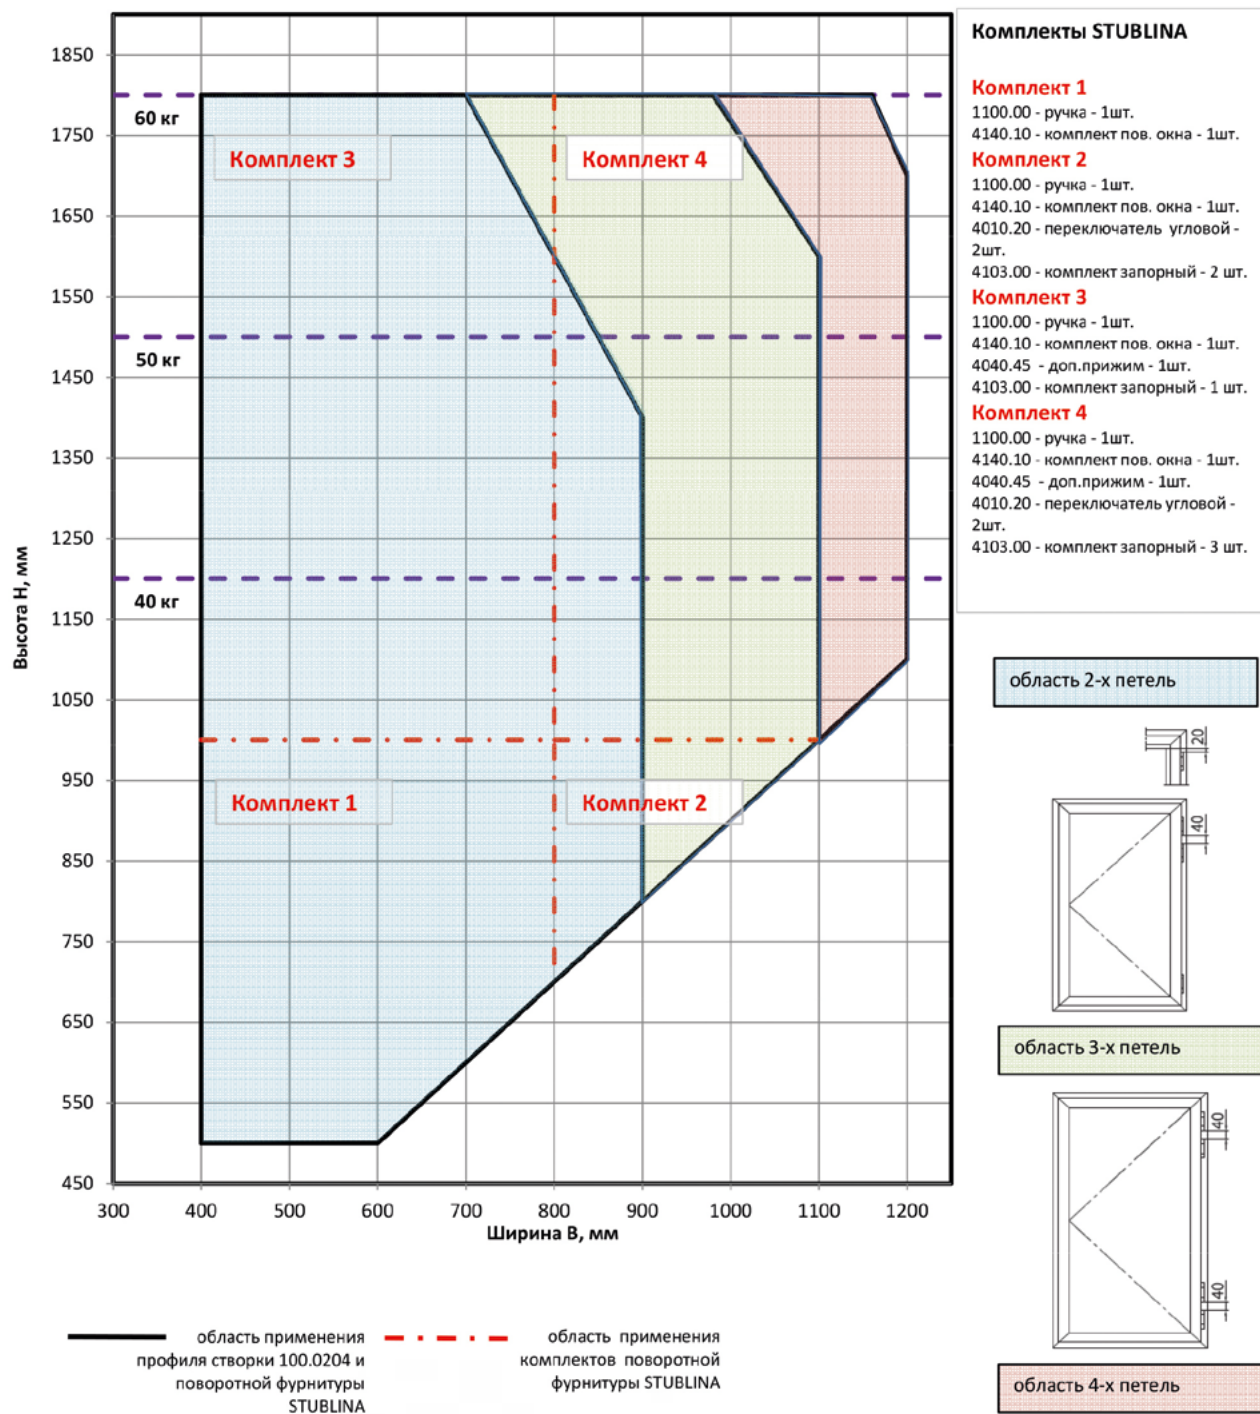 1850
1750
1650
1550
1450
1350
1250
1150
1050
950
850
750
650
550
450
Высота H, мм
60 кг
50 кг
40 кг
Комплект 3
Комплект 4
Комплект 1
Комплект 2
300 400 500 600 700 800 900 1000 1100 1200
Ширина B, мм
Комплекты STUBLINA
Комплект 1
1100.00 - ручка - 1шт.
4140.10 - комплект пов. окна - 1шт.
Комплект 2
1100.00 - ручка - 1шт.
4140.10 - комплект пов. окна - 1шт.
4010.20 - переключатель угловой -
2шт.
4103.00 - комплект запорный - 2 шт.
Комплект 3
1100.00 - ручка - 1шт.
4140.10 - комплект пов. окна - 1шт.
4040.45 - доп.прижим - 1шт.
4103.00 - комплект запорный - 1 шт.
Комплект 4
1100.00 - ручка - 1шт.
4140.10 - комплект пов. окна - 1шт.
4040.45 - доп.прижим - 1шт.
4010.20 - переключатель угловой -
2шт.
4103.00 - комплект запорный - 3 шт.
область 2-х петель
20
40
область 3-х петель
40
40
область 4-х петель
область применения
профиля створки 100.0204 и
поворотной фурнитуры
STUBLINA
область применения
комплектов поворотной
фурнитуры STUBLINA